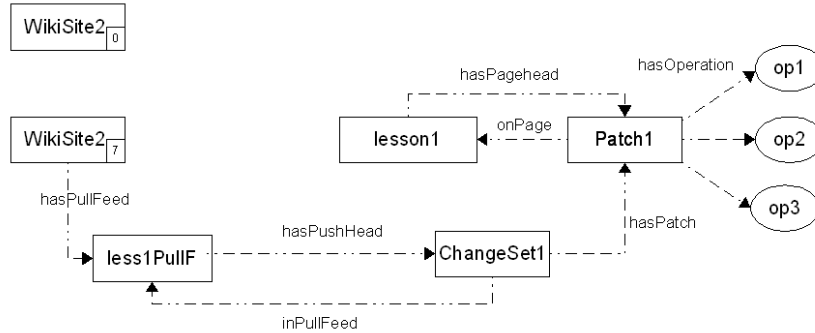 WikiSite2
0
hasPagehead
hasOperation
op1
WikiSite2
7
lesson1
onPage
Patch1
op2
hasPullFeed
op3
hasPatch
less1PullF
hasPushHead
ChangeSet1
inPullFeed